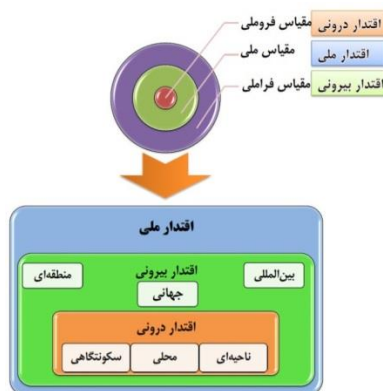 اقتدار درونی مقیاس فروملی
اقتدار ملی مقیاس ملی
اقتدار بیرونی مقیاس فراملی
اقتدار ملی
بین‌المللی اقتدار بیرونی منطقه‌ای
جهانی
اقتدار درونی
ناحیه‌ای محلی سکونتگاهی